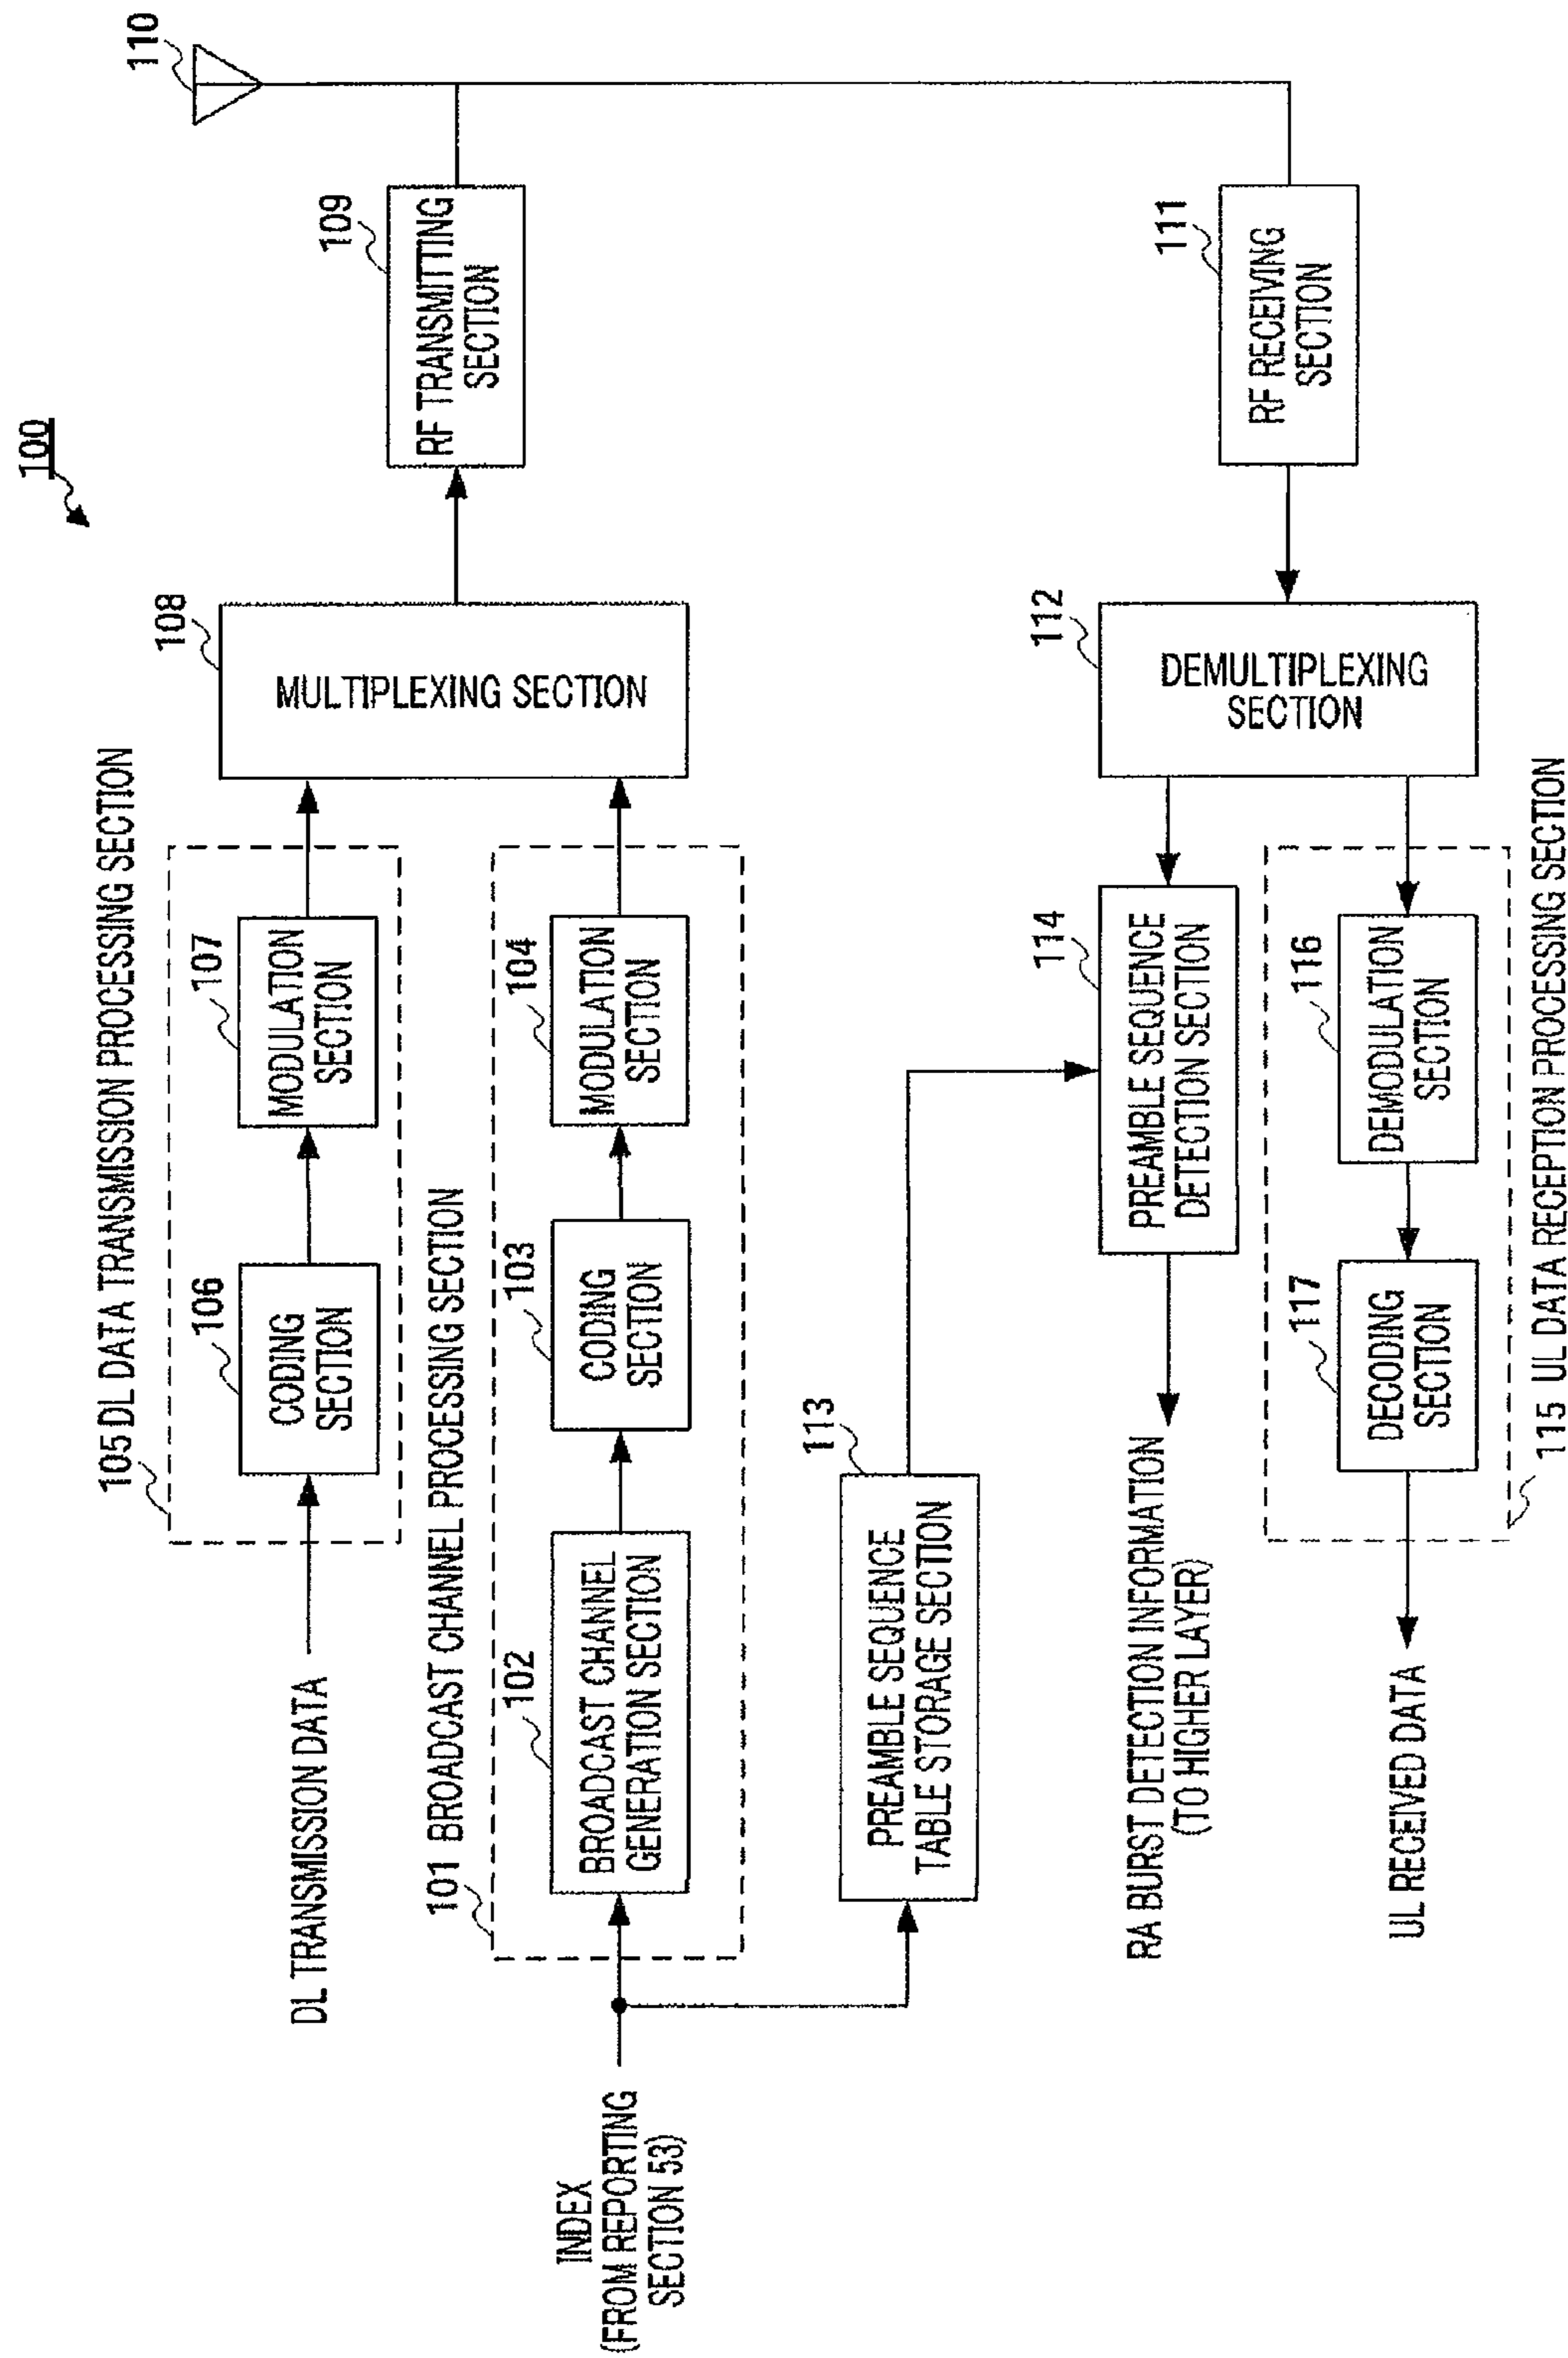 100
110
109
RF TRANSMITTING
SECTION
108
MULTIPLEXING SECTION
105 DL DATA TRANSMISSION PROCESSING SECTION
107
MODULATION
SECTION
106
CODING
SECTION
DL TRANSMISSION DATA
101 BROADCAST CHANNEL PROCESSING SECTION
104
MODULATION
SECTION
103
CODING
SECTION
102
BROADCAST CHANNEL
GENERATION SECTION
INDEX
(FROM REPORTING
SECTION 53)
113
PREAMBLE SEQUENCE
TABLE STORAGE SECTION
111
RF RECEIVING
SECTION
112
DEMULTIPLEXING
SECTION
114
PREAMBLE SEQUENCE
DETECTION SECTION
RA BURST DETECTION INFORMATION
(TO HIGHER LAYER)
116
DEMODULATION
SECTION
117
DECODING
SECTION
UL RECEIVED DATA
115 UL DATA RECEPTION PROCESSING SECTION